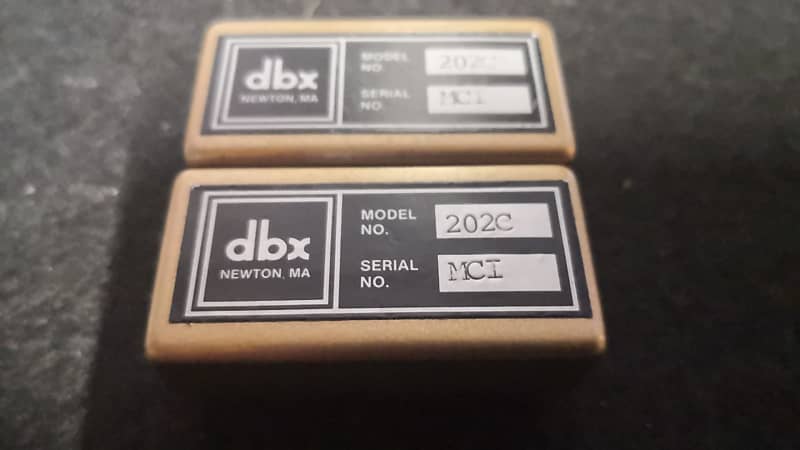 dbx
NEWTON, MA
MODEL NO. 202C
SERIAL NO. MCI
dbx
NEWTON, MA
MODEL NO. 202C
SERIAL NO. MCI